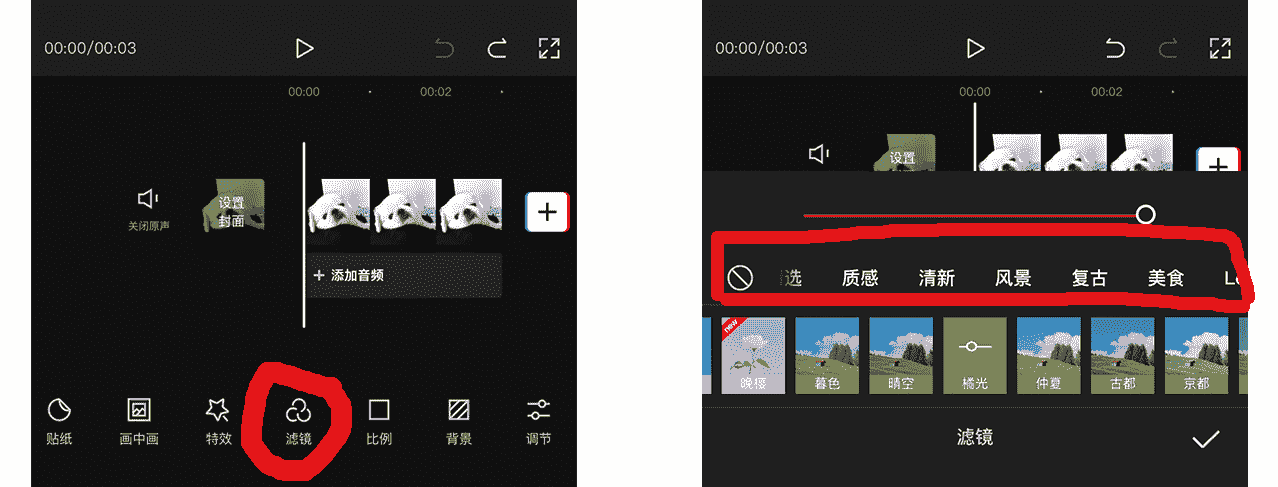 00:00/00:03
00:00
00:02
关闭原声
设置
封面
+ 添加音频
贴纸
画中画
特效
滤镜
比例
背景
调节
00:00/00:03
00:00
00:02
设置
选
质感
清新
风景
复古
美食
new
晚樱
暮色
晴空
橘光
仲夏
古都
京都
滤镜